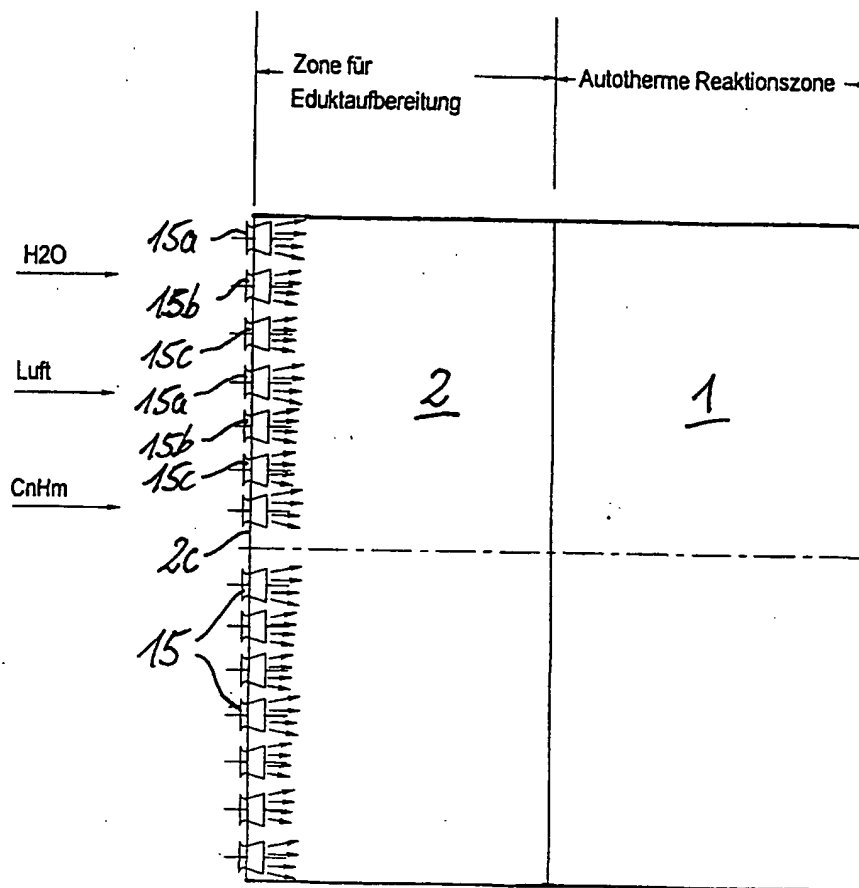 Zone für
Eduktaufbereitung
Autotherme Reaktionszone
15a
H2O
15b
15c
Luft
15a
2
1
15b
15c
CnHm
2c
15